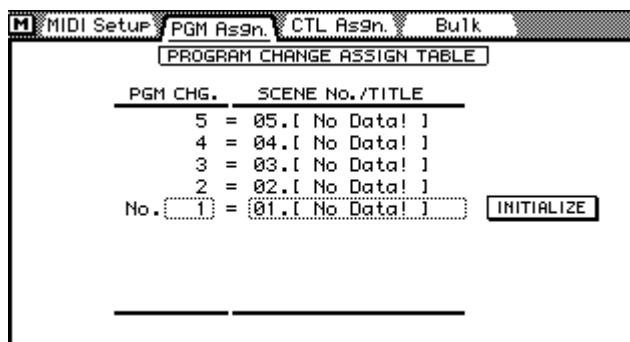 M MIDI Setup PGM Asgn. CTL Asgn. Bulk
PROGRAM CHANGE ASSIGN TABLE
PGM CHG. SCENE No./TITLE
5 = 05.[ No Data! ]
4 = 04.[ No Data! ]
3 = 03.[ No Data! ]
2 = 02.[ No Data! ]
No. 1 = 01.[ No Data! ] INITIALIZE